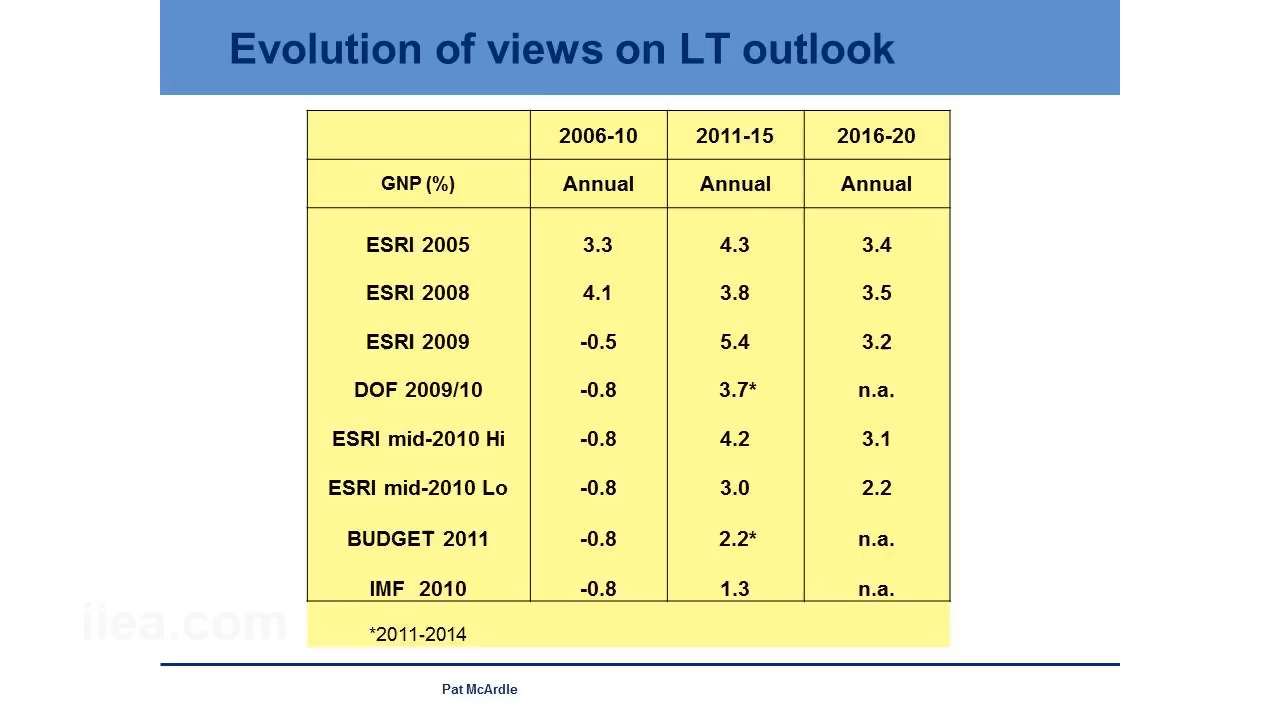 Evolution of views on LT outlook
2006-10 2011-15 2016-20
GNP (%) Annual Annual Annual
ESRI 2005 3.3 4.3 3.4
ESRI 2008 4.1 3.8 3.5
ESRI 2009 -0.5 5.4 3.2
DOF 2009/10 -0.8 3.7* n.a.
ESRI mid-2010 Hi -0.8 4.2 3.1
ESRI mid-2010 Lo -0.8 3.0 2.2
BUDGET 2011 -0.8 2.2* n.a.
IMF 2010 -0.8 1.3 n.a.
iiea.com
*2011-2014
Pat McArdle